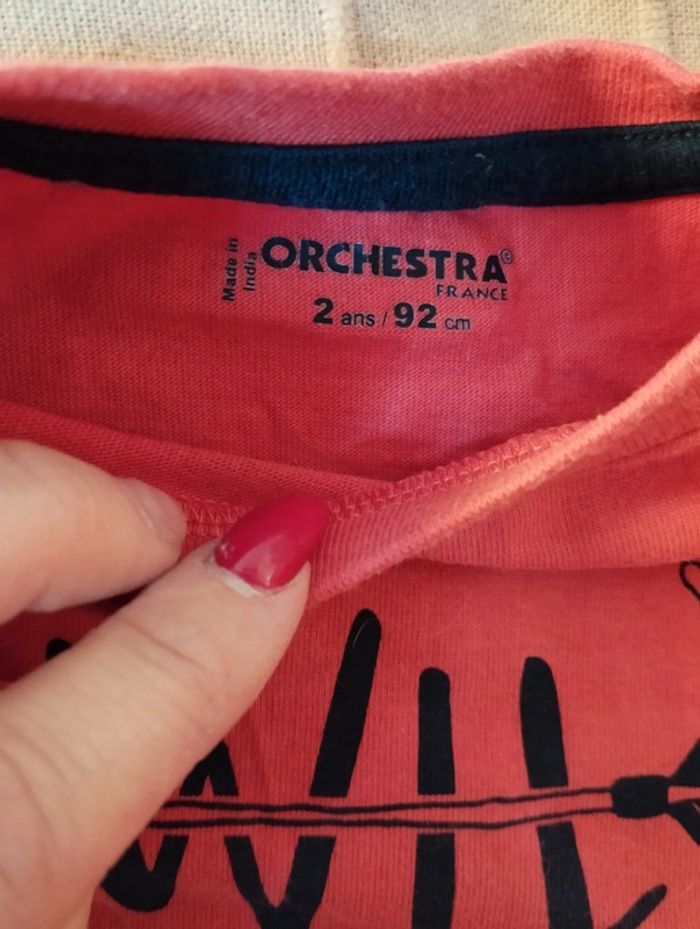 Made in
India
ORCHESTRA©
FRANCE
2 ans / 92 cm